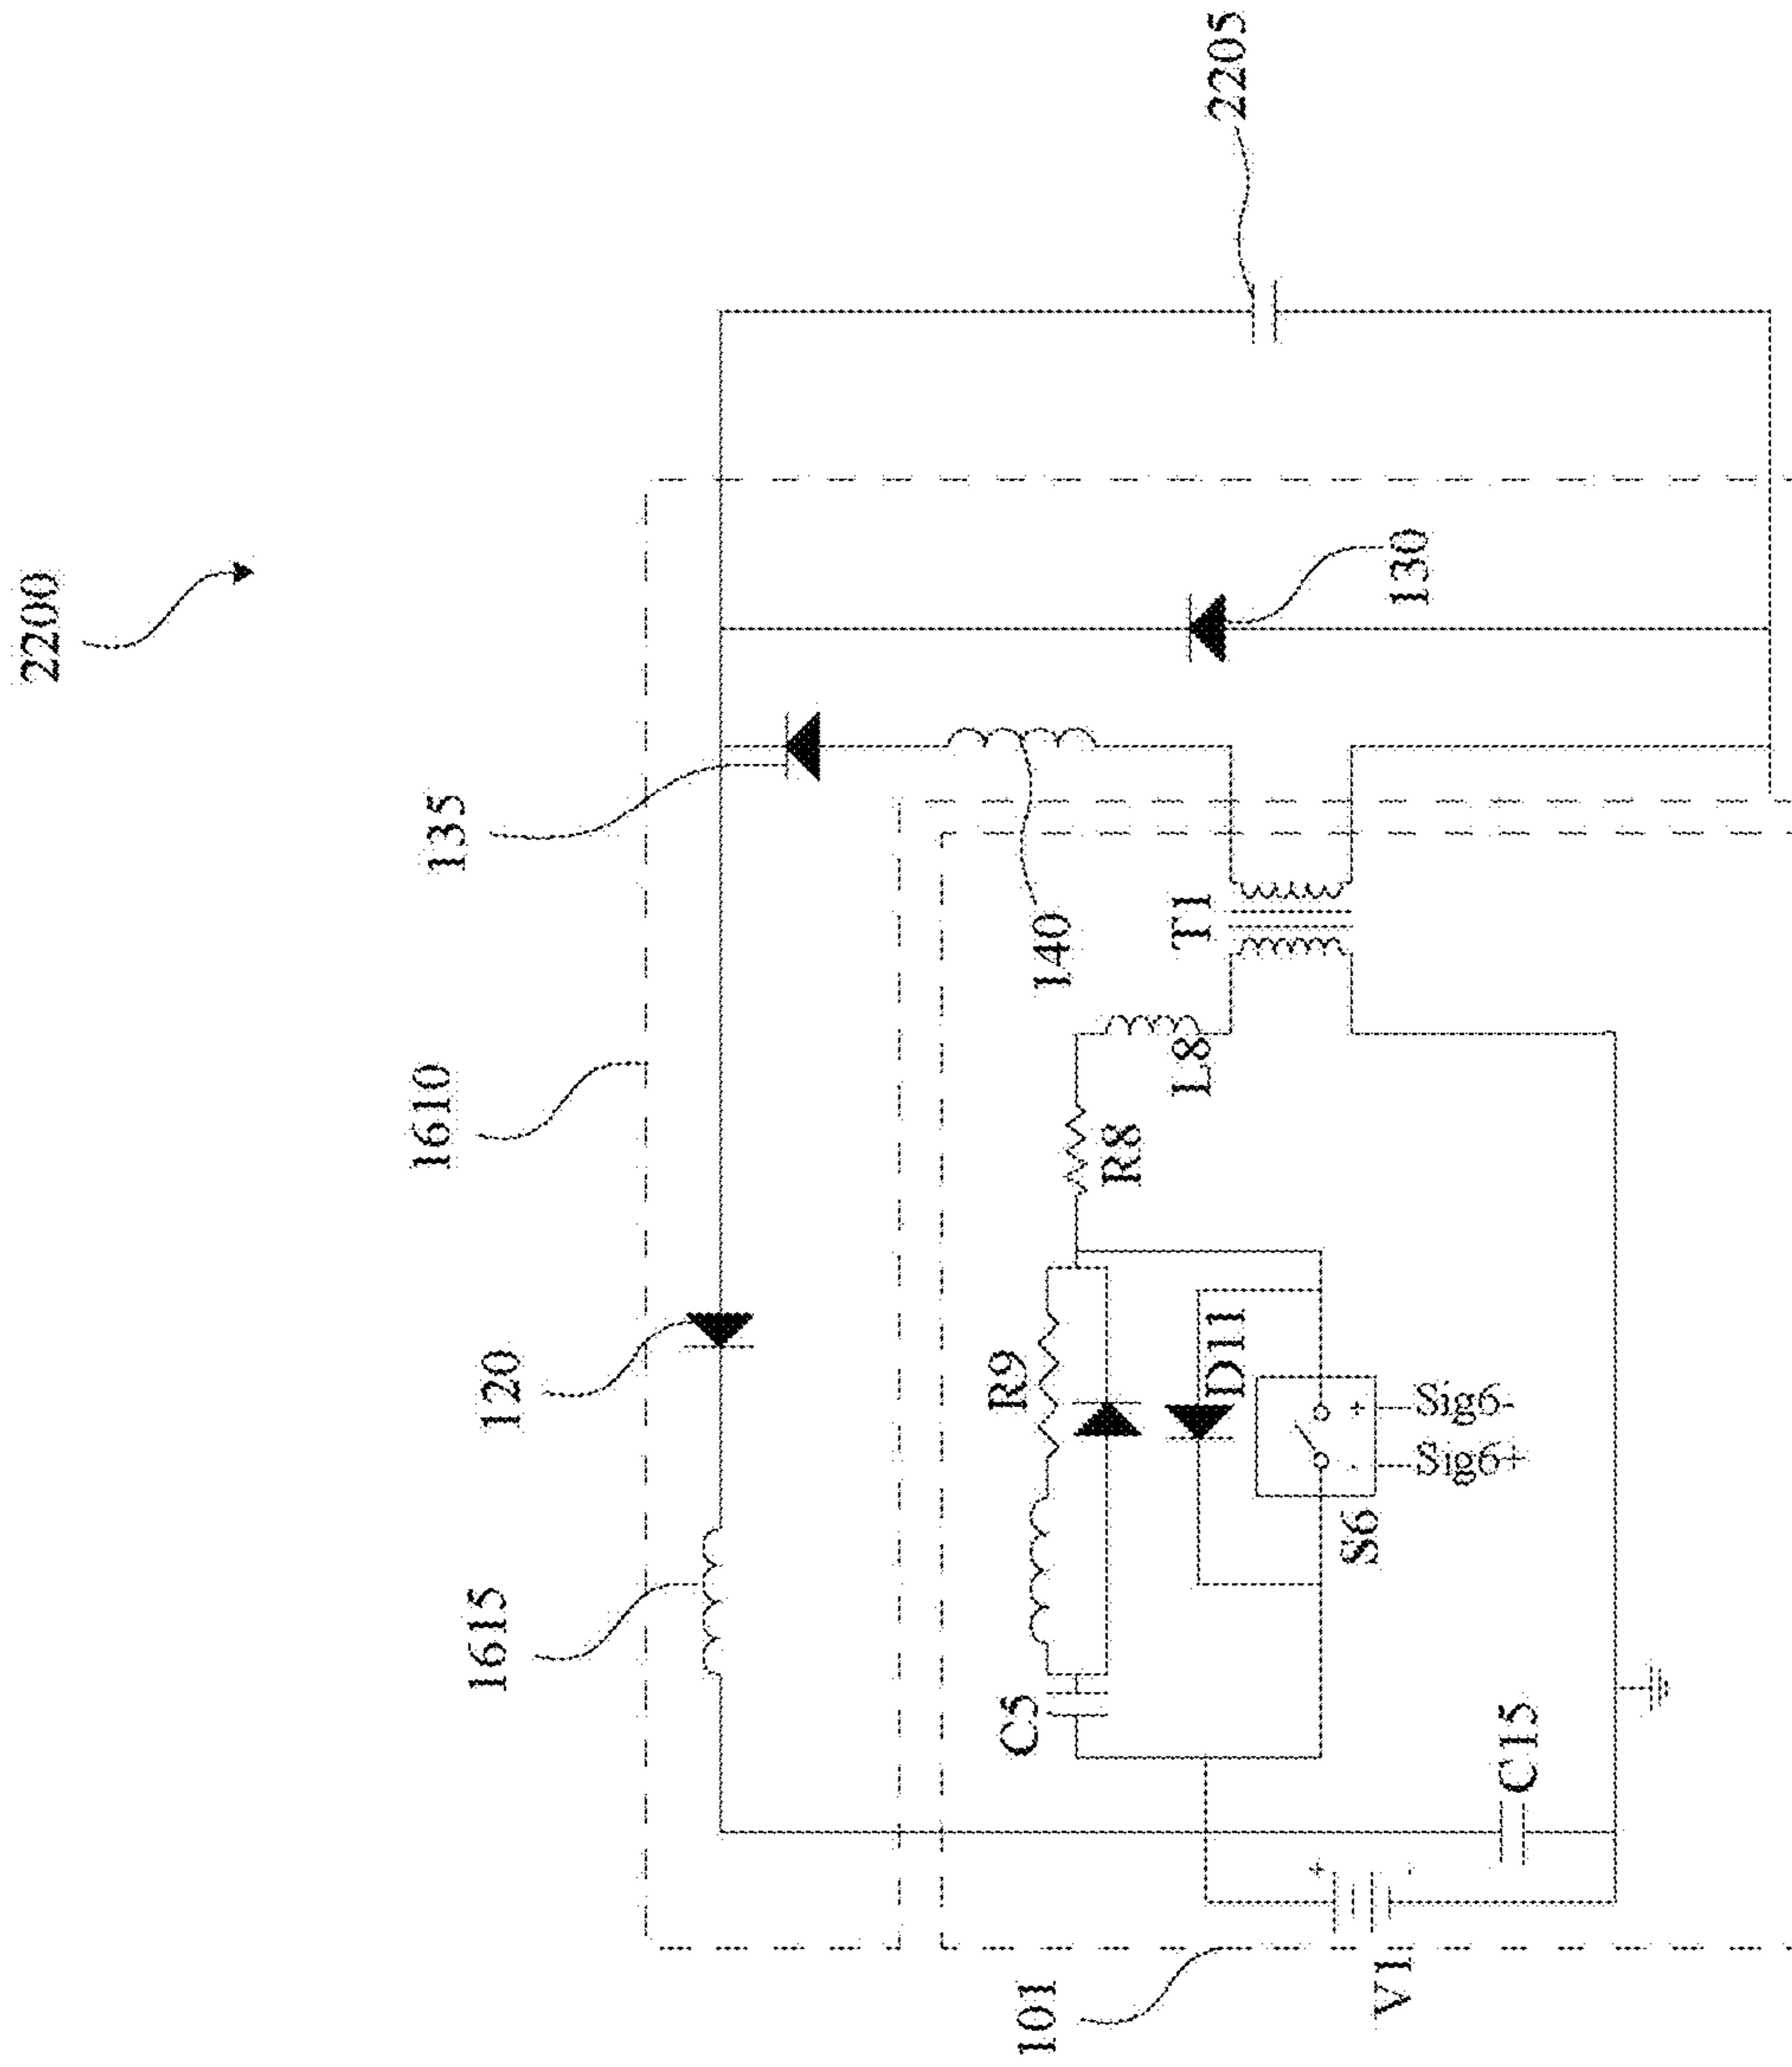 2200
2205
130
135
140
T1
1610
L8
R8
120
R9
D11
Sig6-
Sig6+
S6
1615
C5
C15
101
V1
+
-
+
-